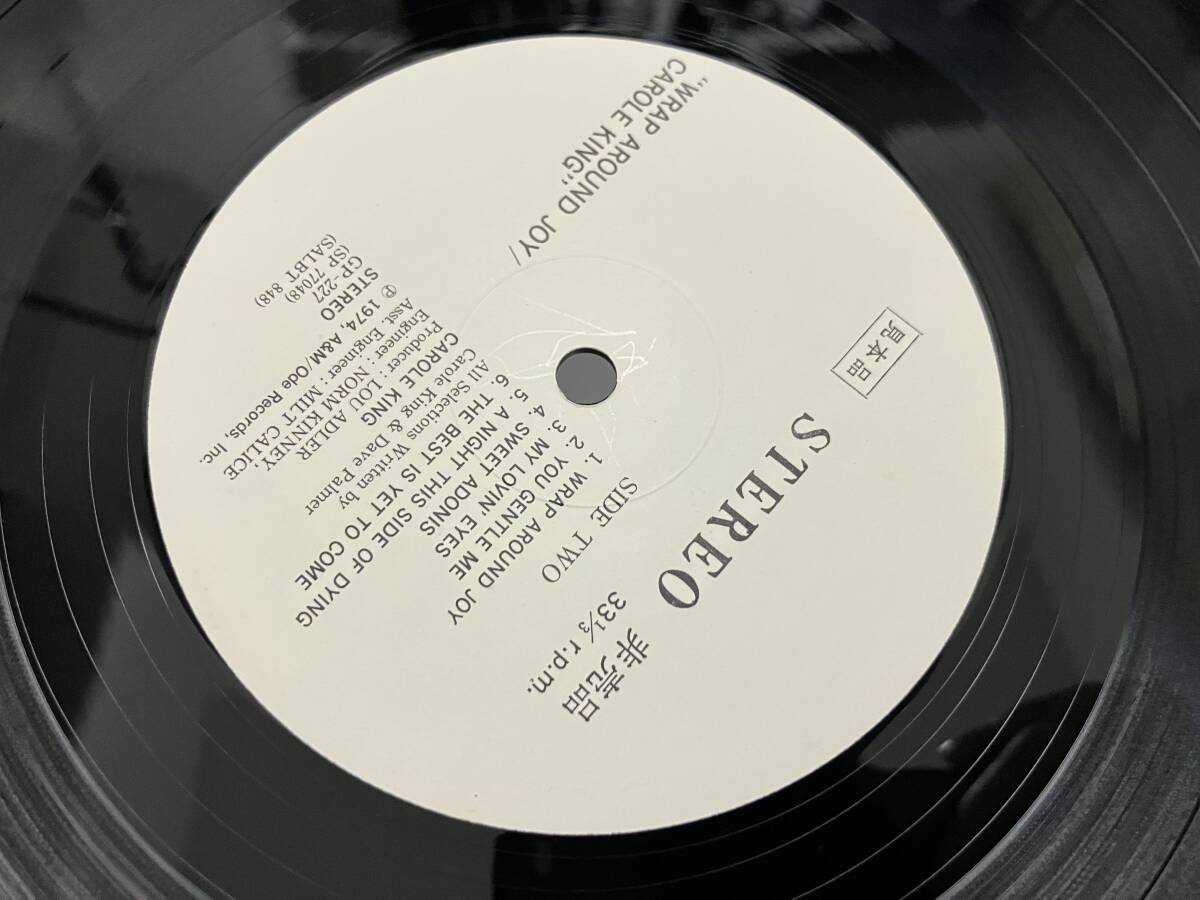 "WRAP AROUND JOY/
CAROLE KING"
見本品
STEREO
非売品
33⅓ r.p.m.
SIDE TWO
1. WRAP AROUND JOY
2. YOU GENTLE ME
3. MY LOVIN' EYES
4. SWEET ADONIS
5. A NIGHT THIS SIDE OF DYING
6. THE BEST IS YET TO COME
All Selections Written by
Carole King & Dave Palmer
CAROLE KING
Producer : LOU ADLER
Engineer : NORM KINNEY,
Asst. Engineer : MILT CALICE
℗ 1974, A&M/Ode Records, Inc.
STEREO
GP-227
(SP 77048)
(SALBT 848)